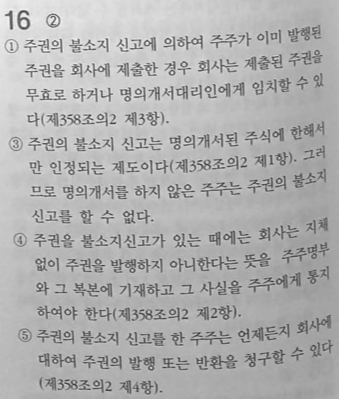 16 ②
① 주권의 불소지 신고에 의하여 주주가 이미 발행된
주권을 회사에 제출한 경우 회사는 제출된 주권을
무효로 하거나 명의개서대리인에게 임치할 수 있
다(제358조의2 제3항).
③ 주권의 불소지 신고는 명의개서된 주식에 한해서
만 인정되는 제도이다(제358조의2 제1항). 그러
므로 명의개서를 하지 않은 주주는 주권의 불소지
신고를 할 수 없다.
④ 주권을 불소지신고가 있는 때에는 회사는 지체
없이 주권을 발행하지 아니한다는 뜻을 주주명부
와 그 복본에 기재하고 그 사실을 주주에게 통지
하여야 한다(제358조의2 제2항).
⑤ 주권의 불소지 신고를 한 주주는 언제든지 회사에
대하여 주권의 발행 또는 반환을 청구할 수 있다
(제358조의2 제4항).